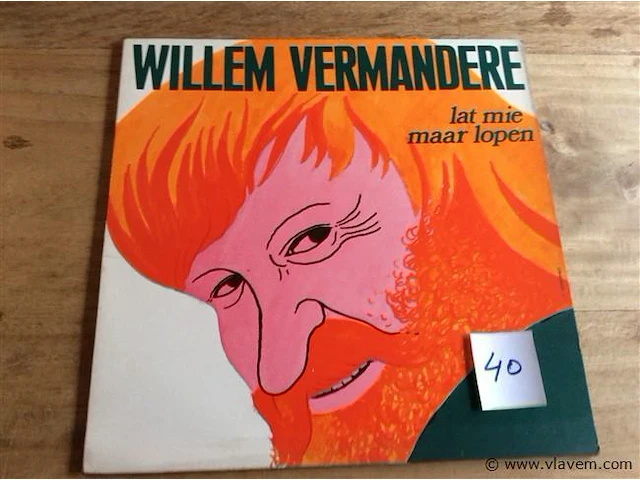 WILLEM VERMANDERE
lat mie
maar lopen
40
© www.vlavem.com